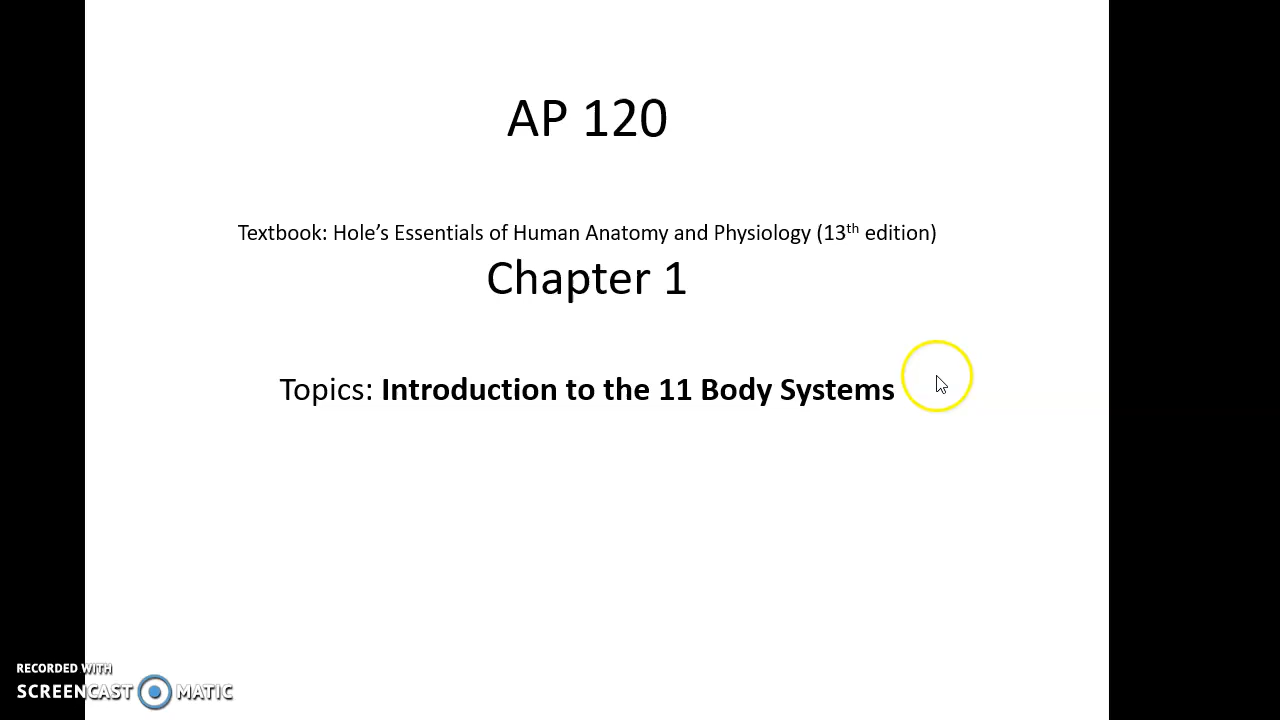 AP 120
Textbook: Hole’s Essentials of Human Anatomy and Physiology (13th edition)
Chapter 1
Topics: Introduction to the 11 Body Systems
RECORDED WITH
SCREENCAST MATIC